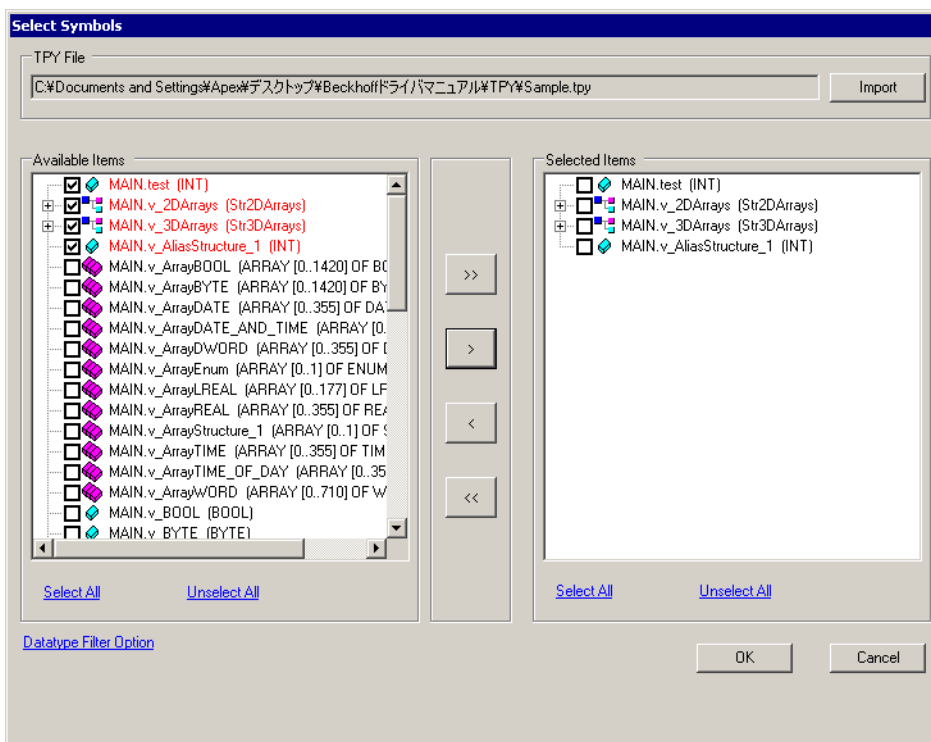 Select Symbols
TPY File
C:¥Documents and Settings¥Apex¥デスクトップ¥Beckhoffドライバマニュアル¥TPY¥Sample.tpy
Import
Available Items
MAIN.test (INT)
MAIN.v_2DArrays (Str2DArrays)
MAIN.v_3DArrays (Str3DArrays)
MAIN.v_AliasStructure_1 (INT)
MAIN.v_ArrayBOOL (ARRAY [0..1420] OF BO
MAIN.v_ArrayBYTE (ARRAY [0..1420] OF BY
MAIN.v_ArrayDATE (ARRAY [0..355] OF DA
MAIN.v_ArrayDATE_AND_TIME (ARRAY [0.
MAIN.v_ArrayDWORD (ARRAY [0..355] OF D
MAIN.v_ArrayEnum (ARRAY [0..1] OF ENUM
MAIN.v_ArrayLREAL (ARRAY [0..177] OF LR
MAIN.v_ArrayREAL (ARRAY [0..355] OF REA
MAIN.v_ArrayStructure_1 (ARRAY [0..1] OF S
MAIN.v_ArrayTIME (ARRAY [0..355] OF TIM
MAIN.v_ArrayTIME_OF_DAY (ARRAY [0..35
MAIN.v_ArrayWORD (ARRAY [0..710] OF W
MAIN.v_BOOL (BOOL)
MAIN.v_BYTE (BYTE)
Select All Unselect All
>>
>
<
<<
Selected Items
MAIN.test (INT)
MAIN.v_2DArrays (Str2DArrays)
MAIN.v_3DArrays (Str3DArrays)
MAIN.v_AliasStructure_1 (INT)
Select All Unselect All
Datatype Filter Option
OK Cancel